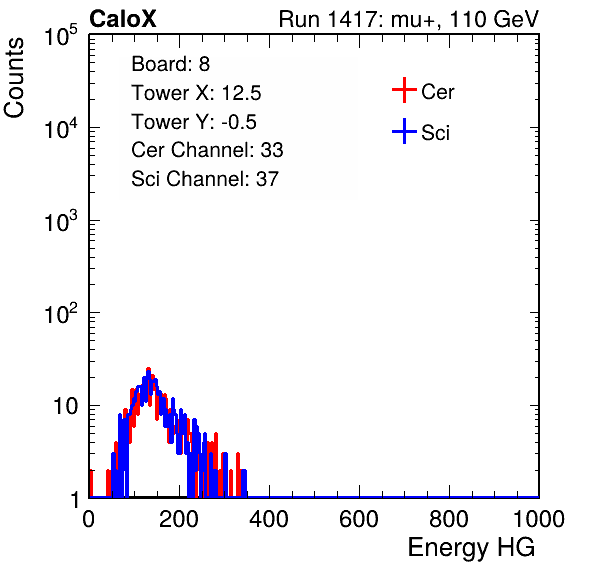 CaloX Run 1417: mu+, 110 GeV
Counts
Board: 8
Tower X: 12.5
Tower Y: -0.5
Cer Channel: 33
Sci Channel: 37
Cer
Sci
10^5
10^4
10^3
10^2
10
1
0 200 400 600 800 1000
Energy HG